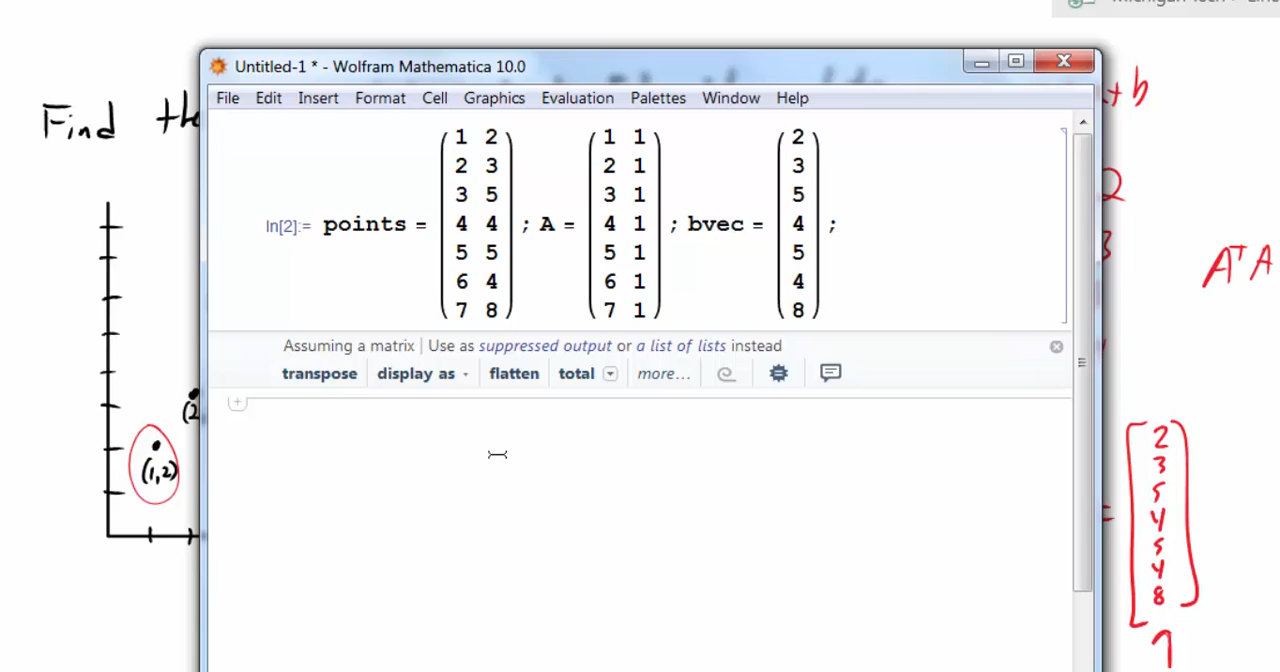 Untitled-1 * - Wolfram Mathematica 10.0
File Edit Insert Format Cell Graphics Evaluation Palettes Window Help
Find the
+ b
In[2]:= points = ( 1 2 ; A = ( 1 1 ; bvec = ( 2 ;
2 3 2 1 3
3 5 3 1 5
4 4 4 1 4
5 5 5 1 5
6 4 6 1 4
7 8 ) 7 1 ) 8 )
2
3
AᵀA
Assuming a matrix | Use as suppressed output or a list of lists instead
transpose display as flatten total more...
(2
(1,2)
= [ 2
3
5
4
5
4
8 ]